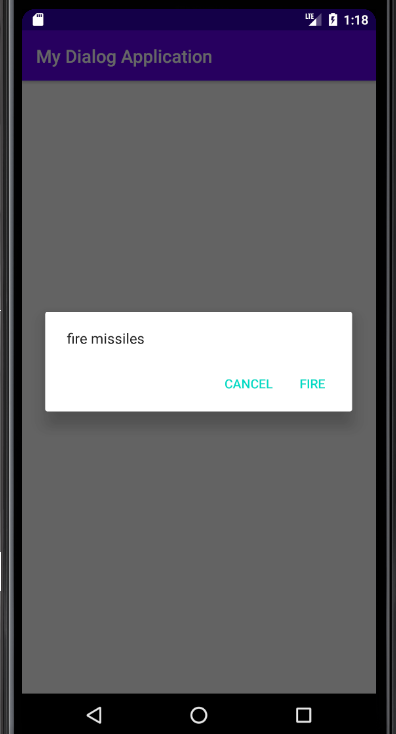 LTE 1:18
My Dialog Application
fire missiles
CANCEL FIRE